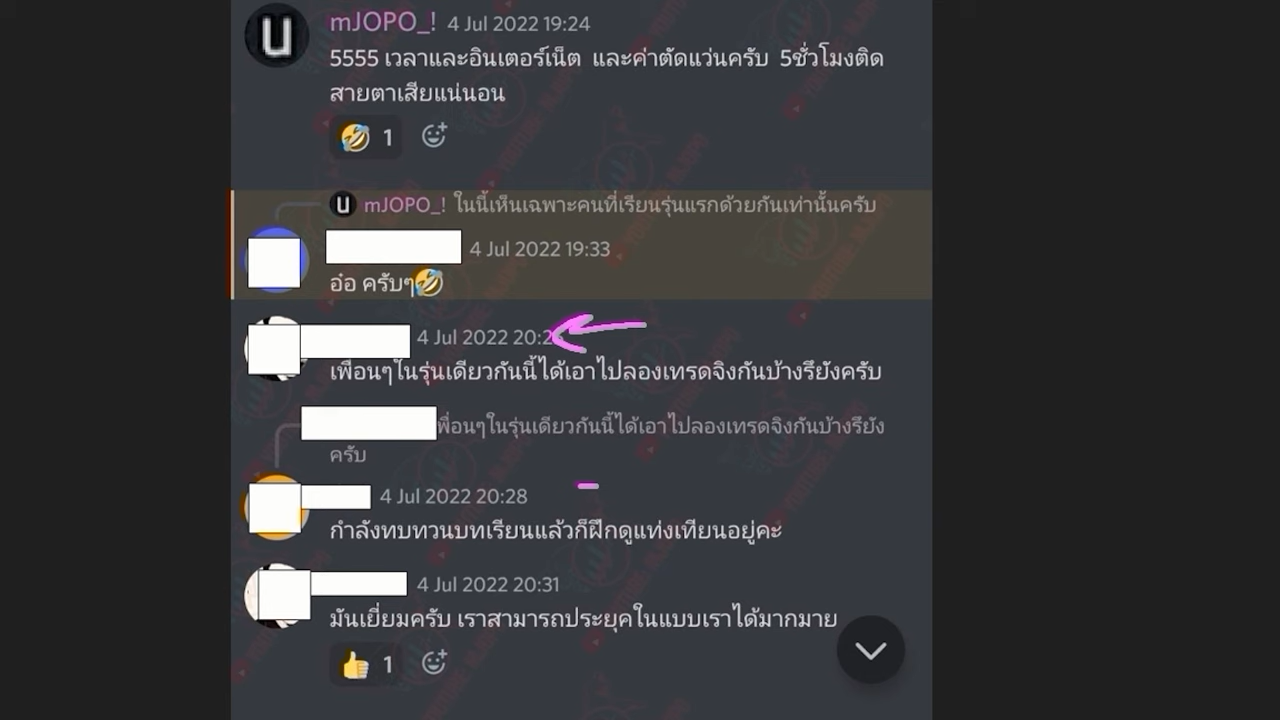 mJOPO_! 4 Jul 2022 19:24
5555 เวลาและอินเตอร์เน็ต และค่าตัดแว่นครับ 5ชั่วโมงติด
สายตาเสียแน่นอน
🤣 1
mJOPO_! ในนี้เห็นเฉพาะคนที่เรียนรุ่นแรกด้วยกันเท่านั้นครับ
4 Jul 2022 19:33
อ๋อ ครับๆ🤣
4 Jul 2022
เพื่อนๆในรุ่นเดียวกันนี้ได้เอาไปลองเทรดจิงกันบ้างรึยังครับ
พื่อนๆในรุ่นเดียวกันนี้ได้เอาไปลองเทรดจิงกันบ้างรึยัง
ครับ
4 Jul 2022 20:28
กำลังทบทวนบทเรียนแล้วก็ฝึกดูแท่งเทียนอยู่คะ
4 Jul 2022 20:31
มันเยี่ยมครับ เราสามารถประยุคในแบบเราได้มากมาย
👍 1